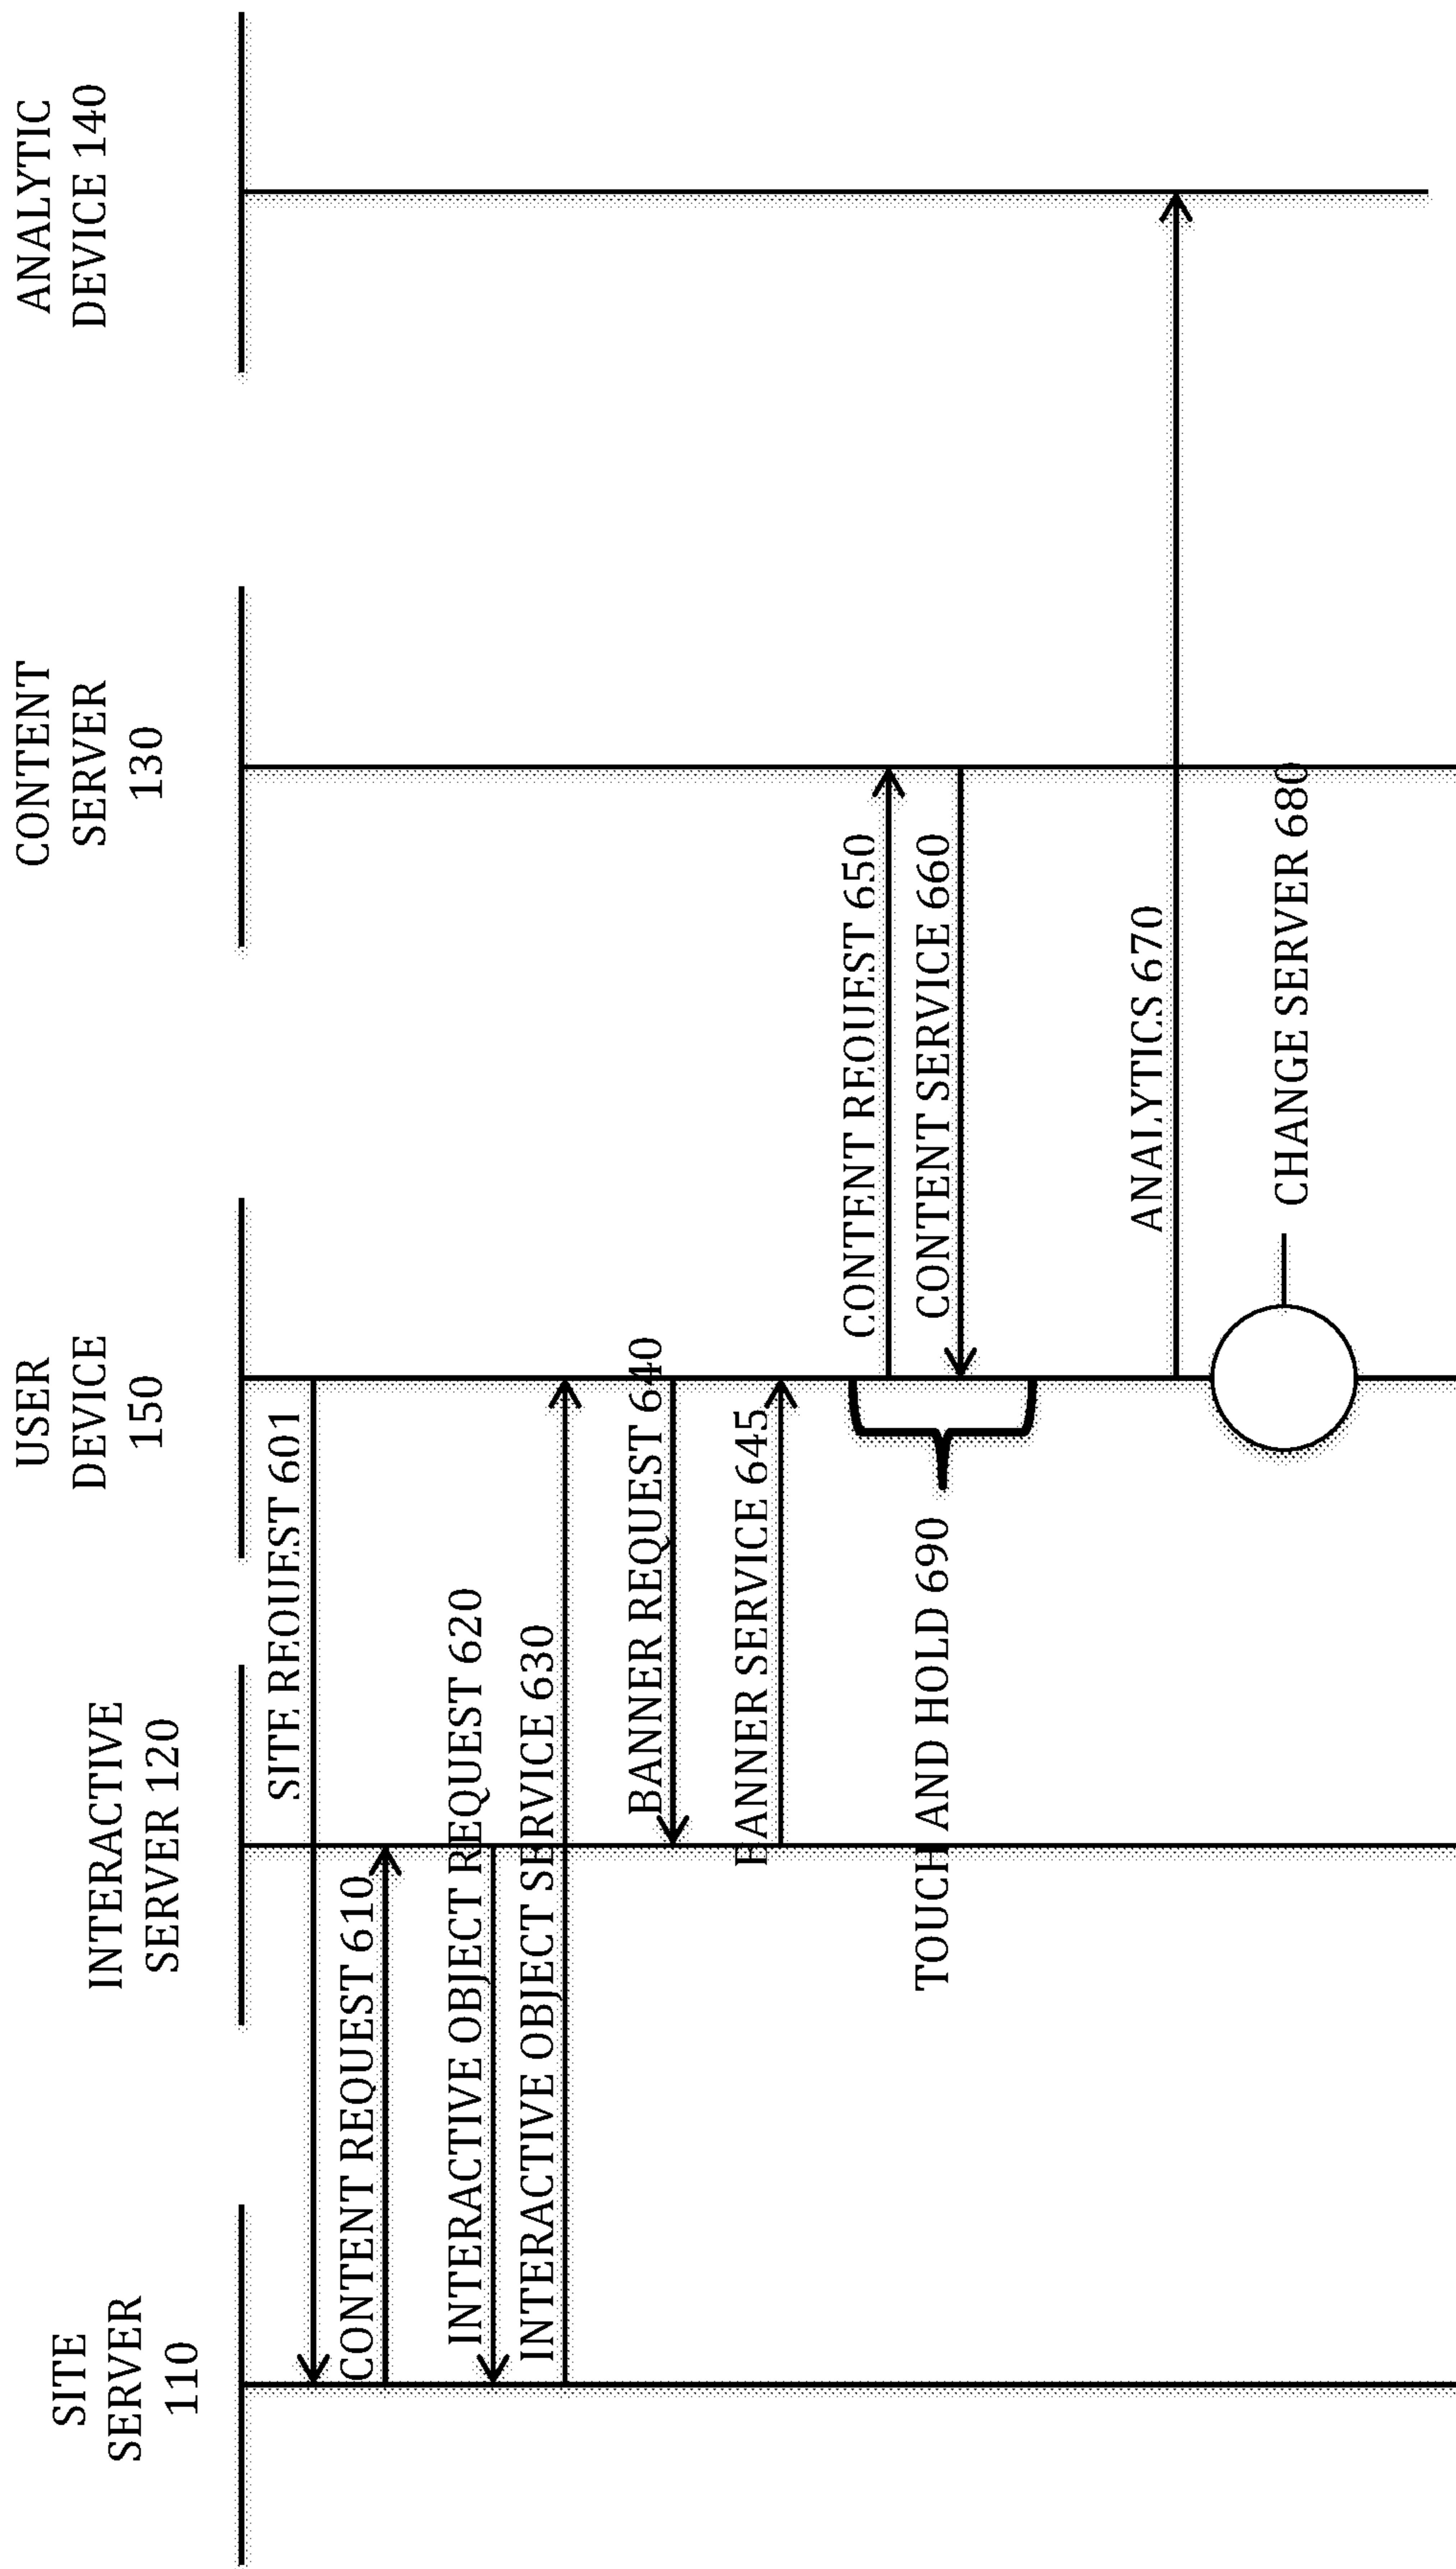 SITE
SERVER
110
INTERACTIVE
SERVER 120
USER
DEVICE
150
CONTENT
SERVER
130
ANALYTIC
DEVICE 140
SITE REQUEST 601
CONTENT REQUEST 610
INTERACTIVE OBJECT REQUEST 620
INTERACTIVE OBJECT SERVICE 630
BANNER REQUEST 640
BANNER SERVICE 645
CONTENT REQUEST 650
CONTENT SERVICE 660
TOUCH AND HOLD 690
ANALYTICS 670
CHANGE SERVER 680